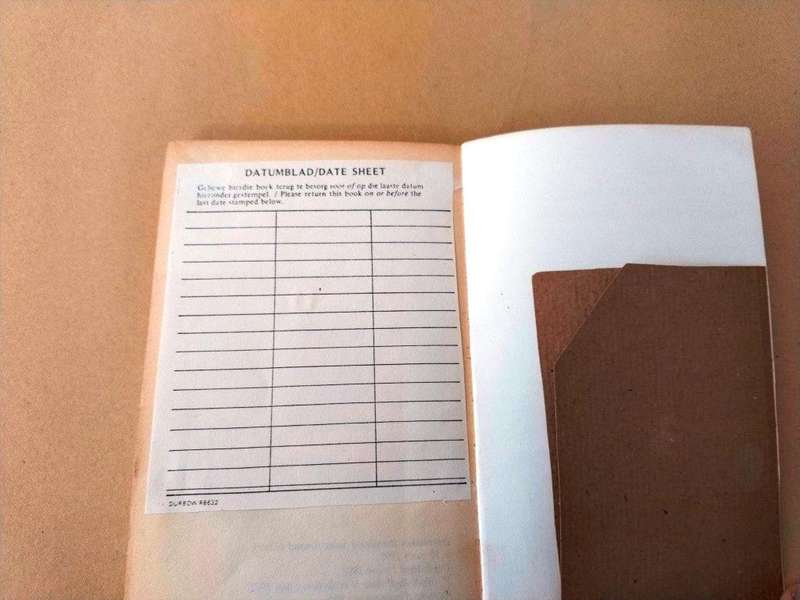 DATUMBLAD/DATE SHEET
Geliewe hierdie boek terug te besorg voor of op die laaste datum
hieronder gestempel. / Please return this book on or before the
last date stamped below.